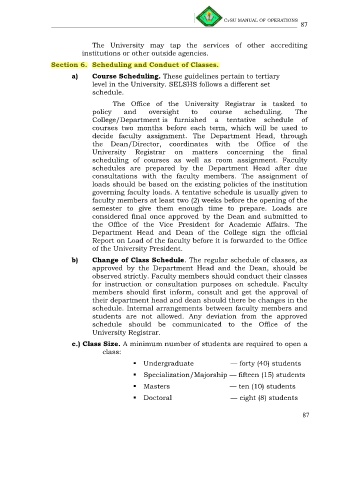 CvSU MANUAL OF OPERATIONS
87
The University may tap the services of other accrediting
institutions or other outside agencies.
Section 6. Scheduling and Conduct of Classes.
a) Course Scheduling. These guidelines pertain to tertiary
level in the University. SELSHS follows a different set
schedule.
The Office of the University Registrar is tasked to
policy and oversight to course scheduling. The
College/Department is furnished a tentative schedule of
courses two months before each term, which will be used to
decide faculty assignment. The Department Head, through
the Dean/Director, coordinates with the Office of the
University Registrar on matters concerning the final
scheduling of courses as well as room assignment. Faculty
schedules are prepared by the Department Head after due
consultations with the faculty members. The assignment of
loads should be based on the existing policies of the institution
governing faculty loads. A tentative schedule is usually given to
faculty members at least two (2) weeks before the opening of the
semester to give them enough time to prepare. Loads are
considered final once approved by the Dean and submitted to
the Office of the Vice President for Academic Affairs. The
Department Head and Dean of the College sign the official
Report on Load of the faculty before it is forwarded to the Office
of the University President.
b) Change of Class Schedule. The regular schedule of classes, as
approved by the Department Head and the Dean, should be
observed strictly. Faculty members should conduct their classes
for instruction or consultation purposes on schedule. Faculty
members should first inform, consult and get the approval of
their department head and dean should there be changes in the
schedule. Internal arrangements between faculty members and
students are not allowed. Any deviation from the approved
schedule should be communicated to the Office of the
University Registrar.
c.) Class Size. A minimum number of students are required to open a
class:
• Undergraduate — forty (40) students
• Specialization/Majorship — fifteen (15) students
• Masters — ten (10) students
• Doctoral — eight (8) students
87